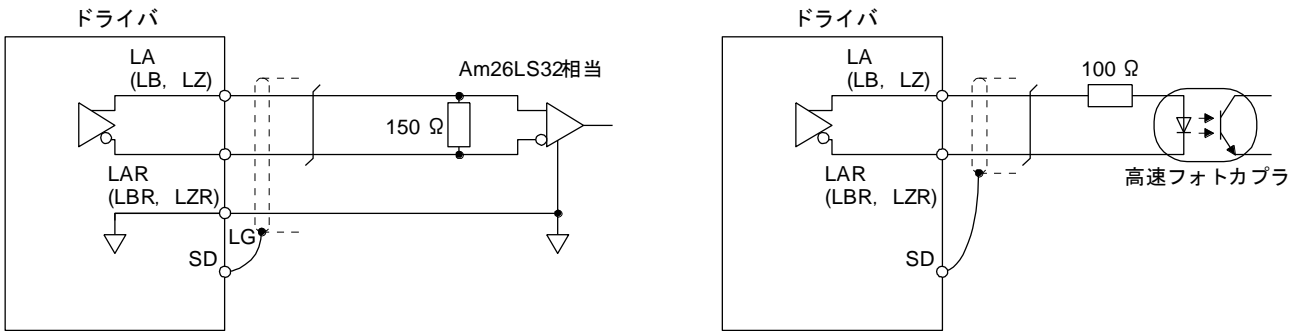 ドライバ
LA
(LB, LZ)
Am26LS32相当
150 Ω
LAR
(LBR, LZR)
LG
SD
ドライバ
LA
(LB, LZ)
100 Ω
高速フォトカプラ
LAR
(LBR, LZR)
SD